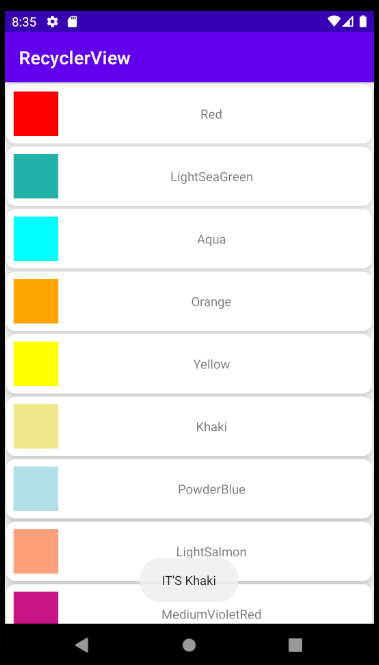 8:35
RecyclerView
Red
LightSeaGreen
Aqua
Orange
Yellow
Khaki
PowderBlue
LightSalmon
IT'S Khaki
MediumVioletRed